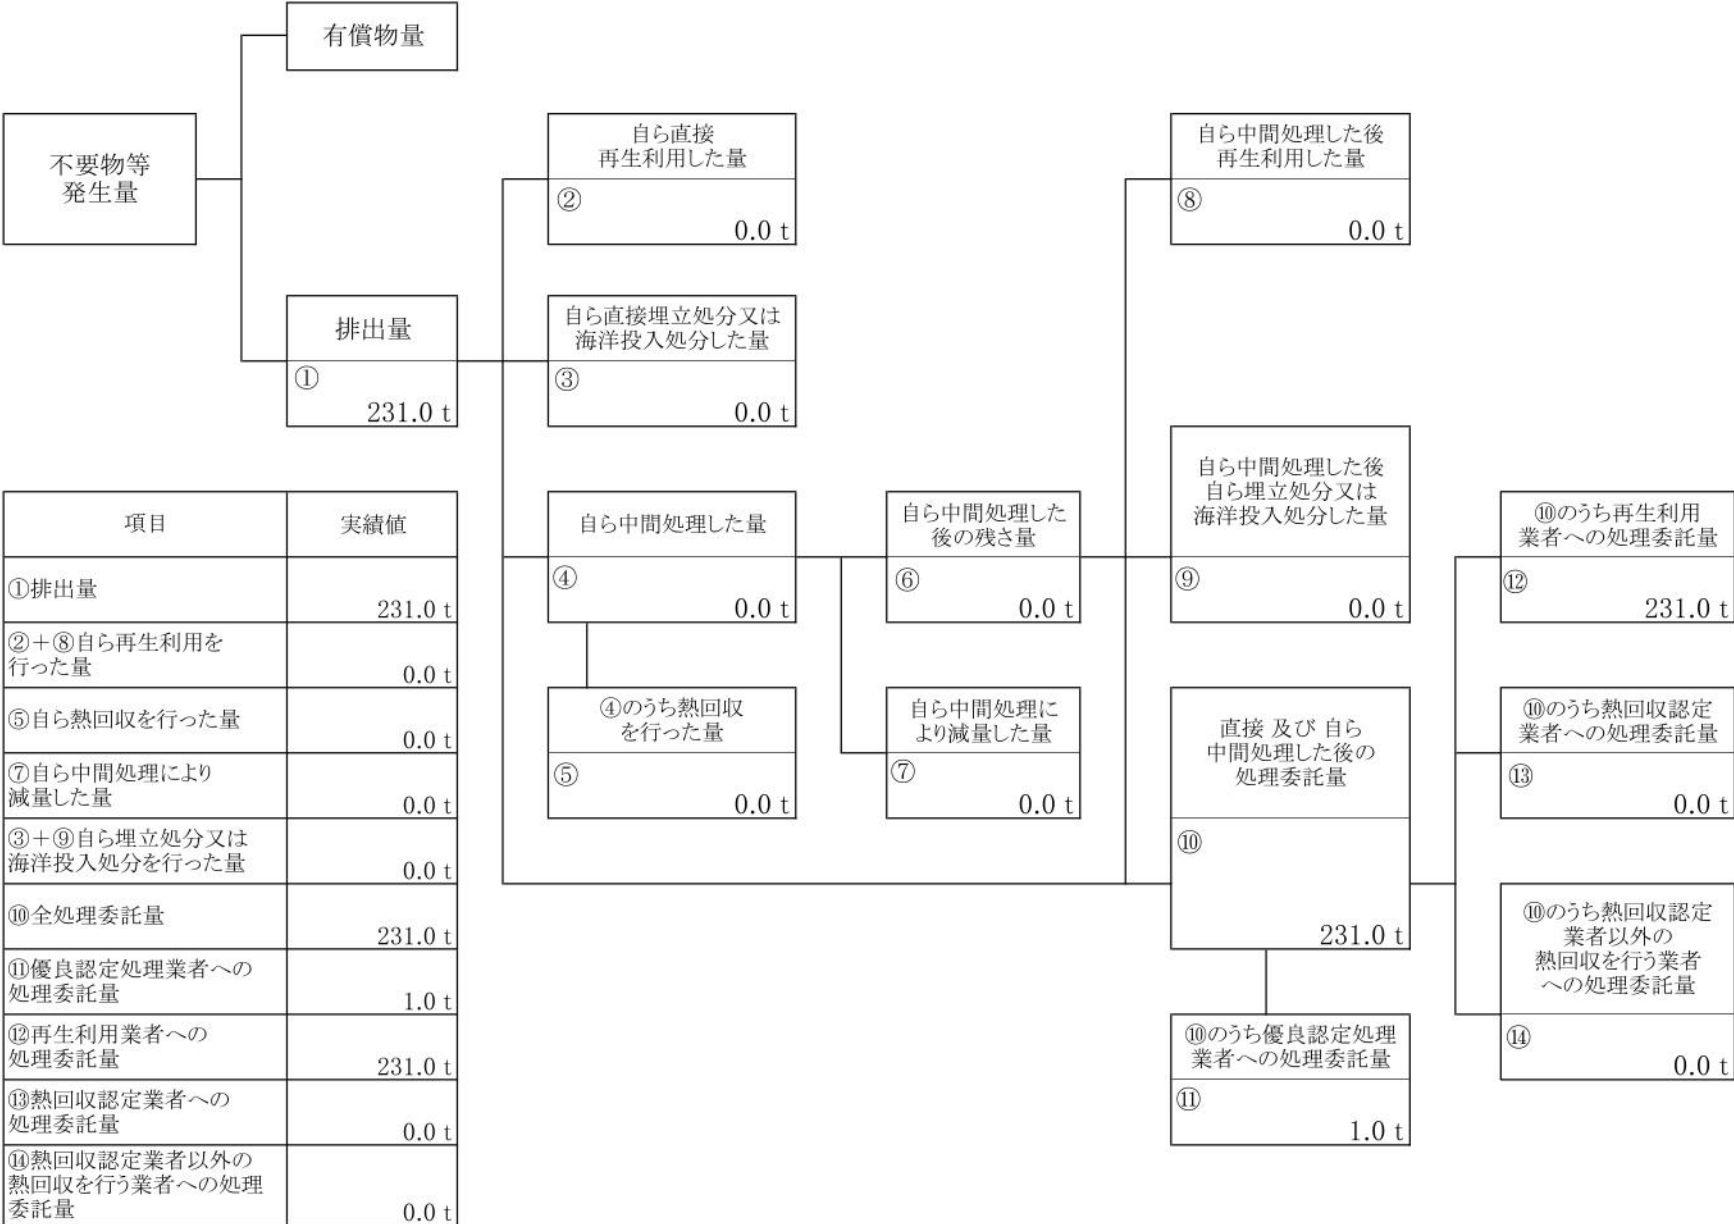 有償物量
不要物等
発生量
排出量
①
231.0 t
自ら直接
再生利用した量
②
0.0 t
自ら直接埋立処分又は
海洋投入処分した量
③
0.0 t
自ら中間処理した量
④
0.0 t
④のうち熱回収
を行った量
⑤
0.0 t
自ら中間処理した
後の残さ量
⑥
0.0 t
自ら中間処理に
より減量した量
⑦
0.0 t
自ら中間処理した後
再生利用した量
⑧
0.0 t
自ら中間処理した後
自ら埋立処分又は
海洋投入処分した量
⑨
0.0 t
直接 及び 自ら
中間処理した後の
処理委託量
⑩
231.0 t
⑩のうち優良認定処理
業者への処理委託量
⑪
1.0 t
⑩のうち再生利用
業者への処理委託量
⑫
231.0 t
⑩のうち熱回収認定
業者への処理委託量
⑬
0.0 t
⑩のうち熱回収認定
業者以外の
熱回収を行う業者
への処理委託量
⑭
0.0 t
項目 実績値
①排出量
231.0 t
②＋⑧自ら再生利用を
行った量
0.0 t
⑤自ら熱回収を行った量
0.0 t
⑦自ら中間処理により
減量した量
0.0 t
③＋⑨自ら埋立処分又は
海洋投入処分を行った量
0.0 t
⑩全処理委託量
231.0 t
⑪優良認定処理業者への
処理委託量
1.0 t
⑫再生利用業者への
処理委託量
231.0 t
⑬熱回収認定業者への
処理委託量
0.0 t
⑭熱回収認定業者以外の
熱回収を行う業者への処理
委託量
0.0 t